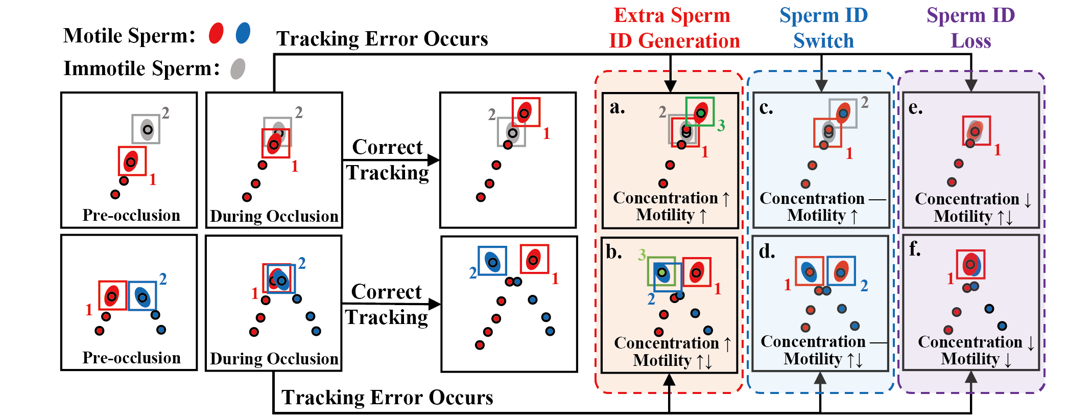 Motile Sperm:
Immotile Sperm:
Tracking Error Occurs
Extra Sperm
ID Generation
Sperm ID
Switch
Sperm ID
Loss
2
1
Pre-occlusion
2
1
During Occlusion
Correct
Tracking
2
1
a.
2
3
1
Concentration ↑
Motility ↑
c.
2
1
Concentration —
Motility ↑
e.
1
Concentration ↓
Motility ↑↓
1
2
Pre-occlusion
2
1
During Occlusion
Correct
Tracking
2
1
b.
3
2
1
Concentration ↑
Motility ↑↓
d.
1
2
Concentration —
Motility ↑↓
f.
1
Concentration ↓
Motility ↓
Tracking Error Occurs